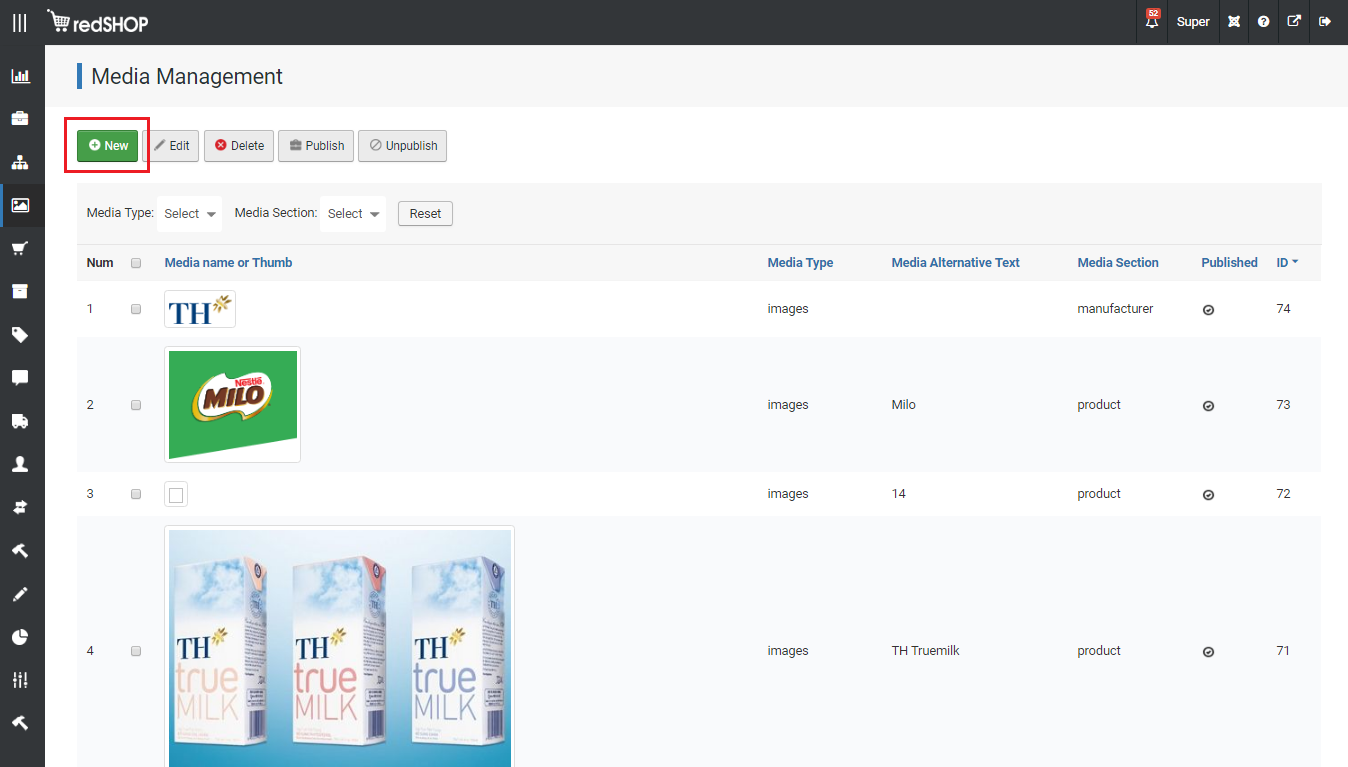 52
redSHOP
Super
Media Management
New
Edit
Delete
Publish
Unpublish
Media Type: Select
Media Section: Select
Reset
Num Media name or Thumb Media Type Media Alternative Text Media Section Published ID
1 TH images manufacturer 74
2 Nestlé MILO images Milo product 73
3 images 14 product 72
4 images TH Truemilk product 71
TH TH TH
true true true
MILK MILK MILK